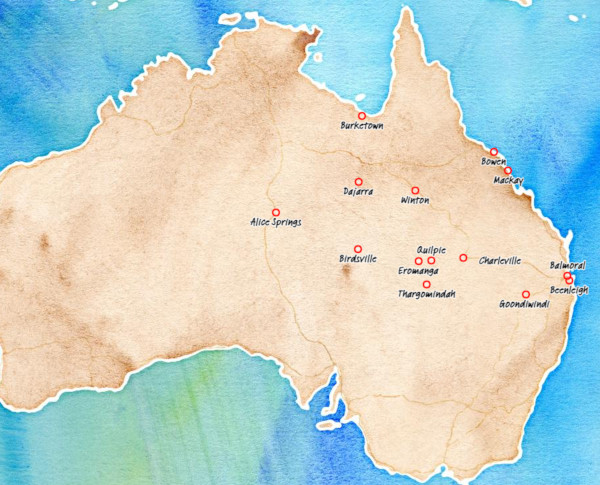 Burketown
Bowen
Mackay
Dajarra
Winton
Alice Springs
Quilpie
Birdsville
Charleville
Balmoral
Eromanga
Beenleigh
Thargomindah
Goondiwindi